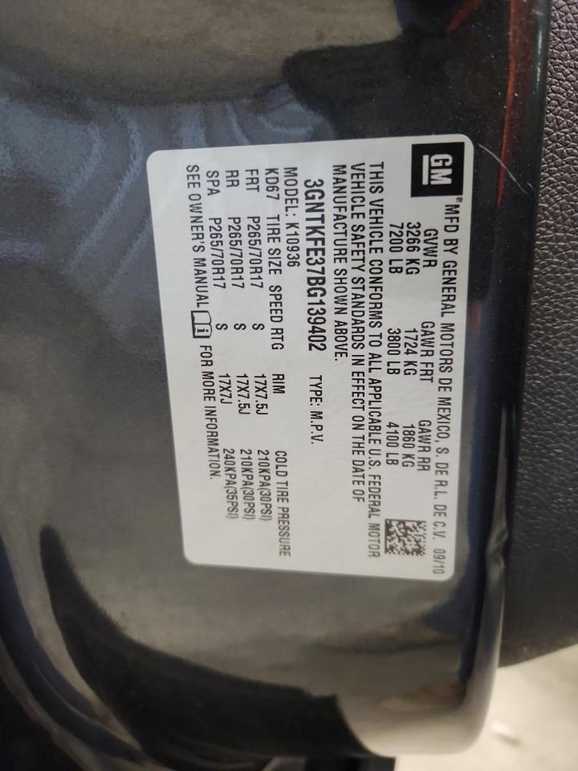 GM ®MFD BY GENERAL MOTORS DE MEXICO, S. DE R.L. DE C.V. 09/10
GVWR GAWR FRT GAWR RR
3266 KG 1724 KG 1860 KG
7200 LB 3800 LB 4100 LB
THIS VEHICLE CONFORMS TO ALL APPLICABLE U.S. FEDERAL MOTOR
VEHICLE SAFETY STANDARDS IN EFFECT ON THE DATE OF
MANUFACTURE SHOWN ABOVE.
3GNTKFE37BG139402 TYPE: M.P.V.
MODEL: K10936
KD67 TIRE SIZE SPEED RTG RIM COLD TIRE PRESSURE
FRT P265/70R17 S 17X7.5J 210KPA(30PSI)
RR P265/70R17 S 17X7.5J 210KPA(30PSI)
SPA P265/70R17 S 17X7J 240KPA(35PSI)
SEE OWNER'S MANUAL i FOR MORE INFORMATION.